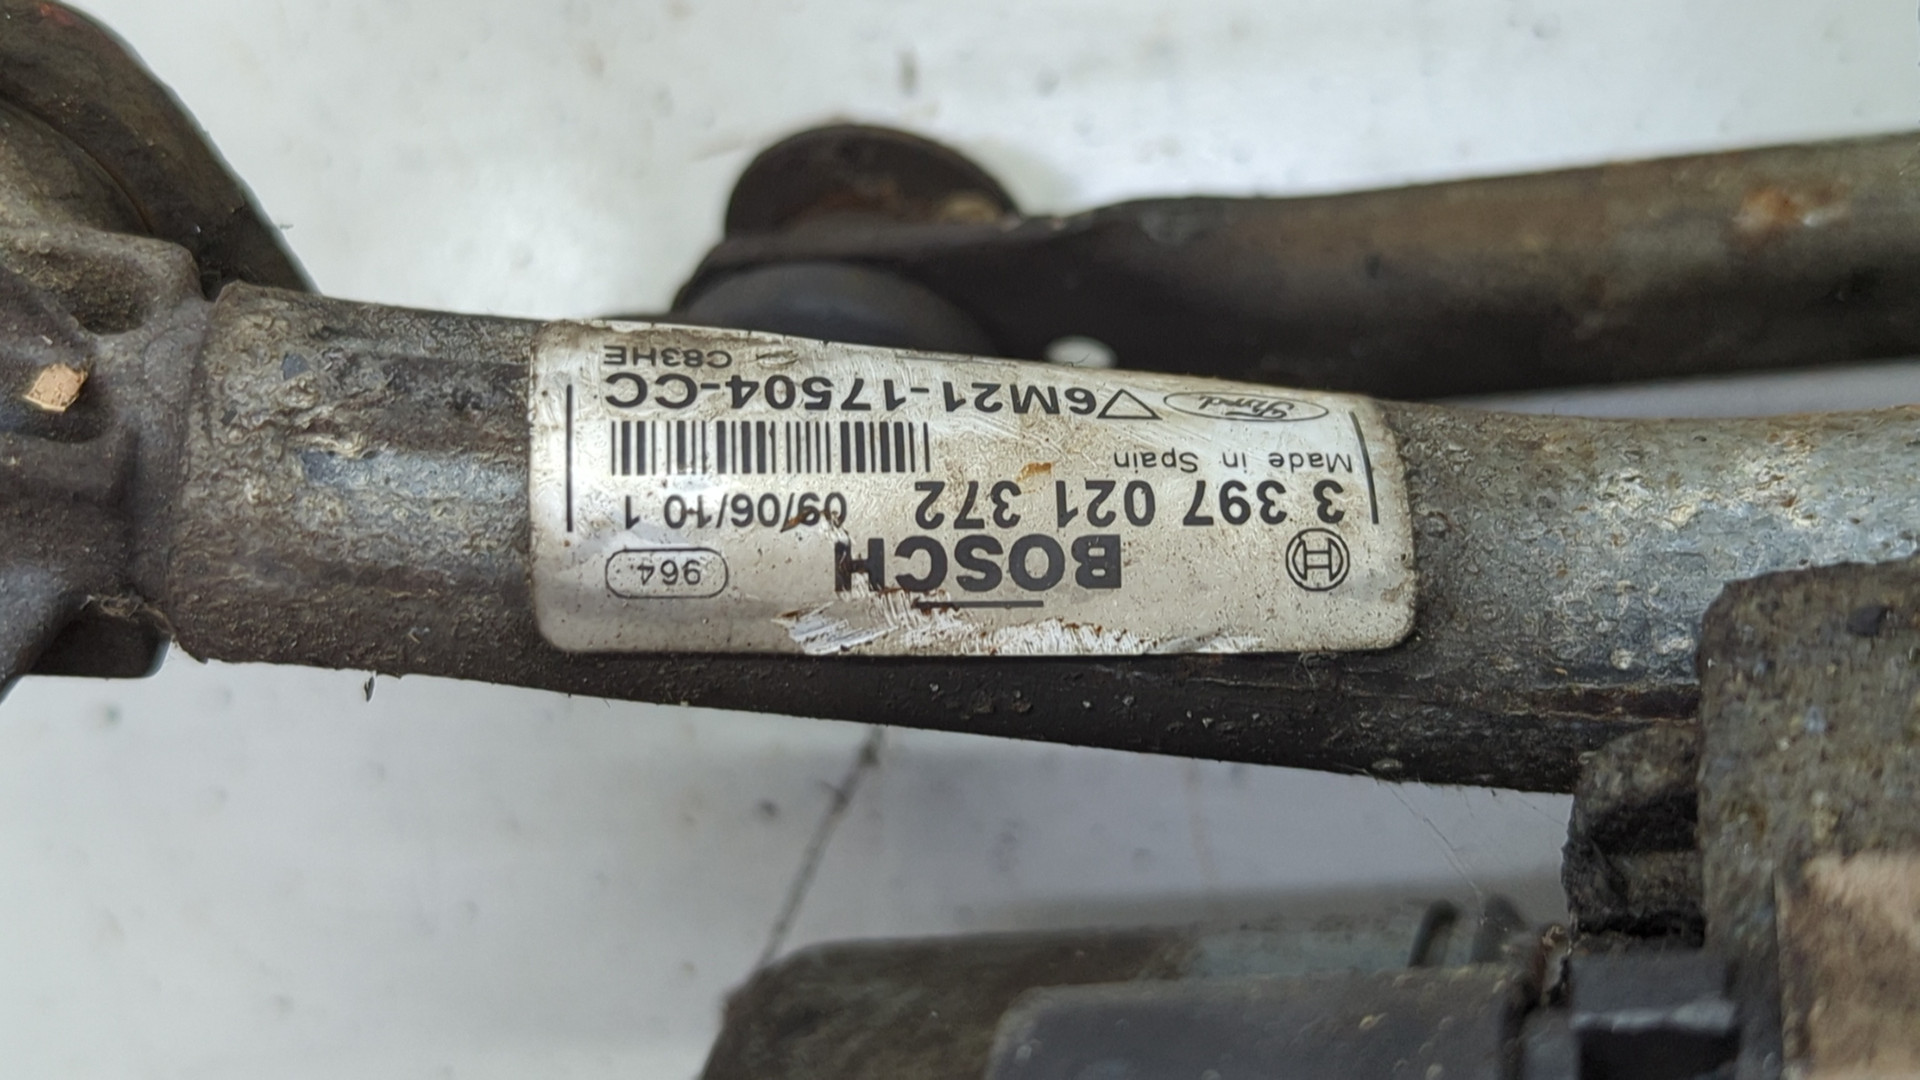 BOSCH 964
3 397 021 372 09/06/10 1
Made in Spain
Ford 6M21-17504-CC
C83HE